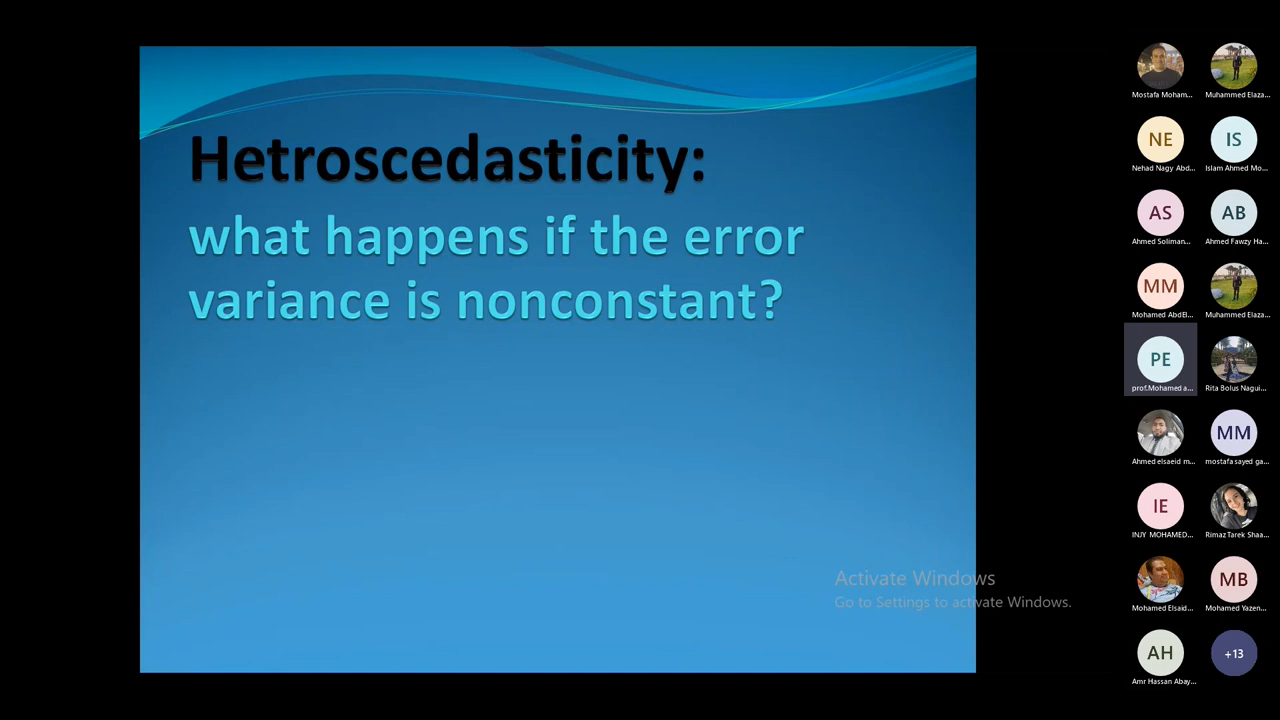 Hetroscedasticity:
what happens if the error
variance is nonconstant?
Activate Windows
Go to Settings to activate Windows.
Mostafa Moham...
Muhammed Elaza...
NE
Nehad Nagy Abd...
IS
Islam Ahmed Mo...
AS
Ahmed Soliman...
AB
Ahmed Fawzy Ha...
MM
Mohamed AbdEl...
Muhammed Elaza...
PE
prof.Mohamed a...
Rita Bolus Nagui...
Ahmed elsaeid m...
MM
mostafa sayed ga...
IE
INJY MOHAMED...
Rimaz Tarek Shaa...
Mohamed Elsaid...
MB
Mohamed Yazen...
AH
Amr Hassan Abay...
+13